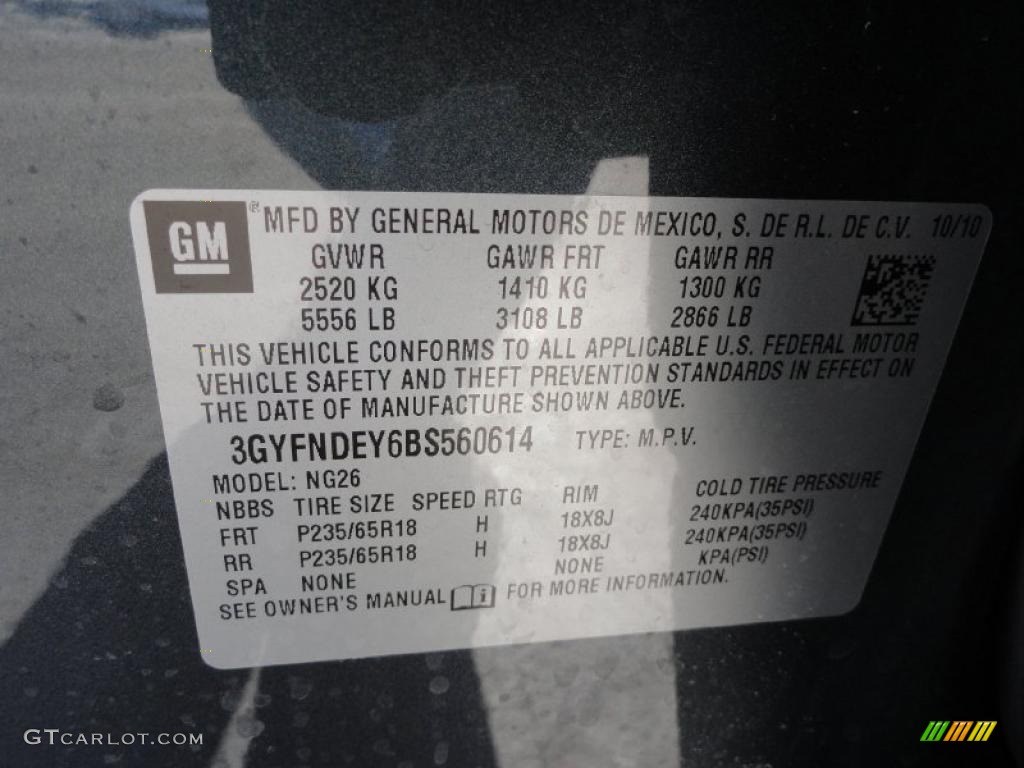 GM ® MFD BY GENERAL MOTORS DE MEXICO, S. DE R.L. DE C.V. 10/10
GVWR GAWR FRT GAWR RR
2520 KG 1410 KG 1300 KG
5556 LB 3108 LB 2866 LB
THIS VEHICLE CONFORMS TO ALL APPLICABLE U.S. FEDERAL MOTOR
VEHICLE SAFETY AND THEFT PREVENTION STANDARDS IN EFFECT ON
THE DATE OF MANUFACTURE SHOWN ABOVE.
3GYFNDEY6BS560614 TYPE: M.P.V.
MODEL: NG26
NBBS TIRE SIZE SPEED RTG RIM COLD TIRE PRESSURE
FRT P235/65R18 H 18X8J 240KPA(35PSI)
RR P235/65R18 H 18X8J 240KPA(35PSI)
SPA NONE NONE KPA(PSI)
SEE OWNER'S MANUAL i FOR MORE INFORMATION.
GTCARLOT.COM